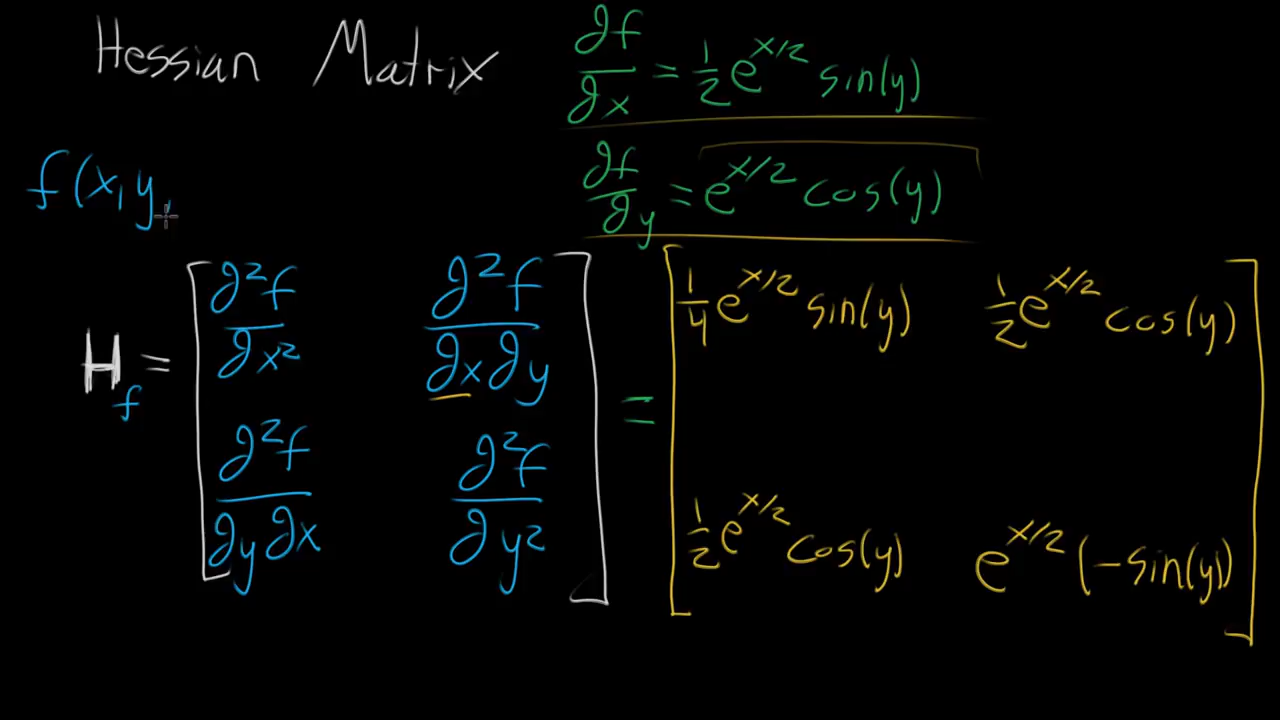 Hessian Matrix
∂f/∂x = 1/2 e^(x/2) sin(y)
∂f/∂y = e^(x/2) cos(y)
f(x, y,
H_f = [ ∂²f/∂x² ∂²f/∂x∂y ; ∂²f/∂y∂x ∂²f/∂y² ] = [ 1/4 e^(x/2) sin(y) 1/2 e^(x/2) cos(y) ; 1/2 e^(x/2) cos(y) e^(x/2) (-sin(y)) ]